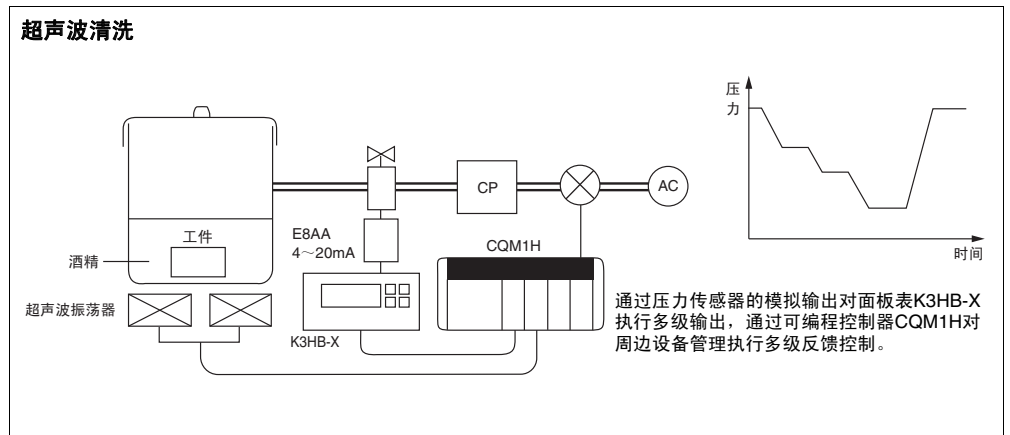 超声波清洗
压
力
CP
AC
工件
E8AA
4～20mA
CQM1H
酒精
时间
超声波振荡器
K3HB-X
通过压力传感器的模拟输出对面板表K3HB-X
执行多级输出，通过可编程控制器CQM1H对
周边设备管理执行多级反馈控制。